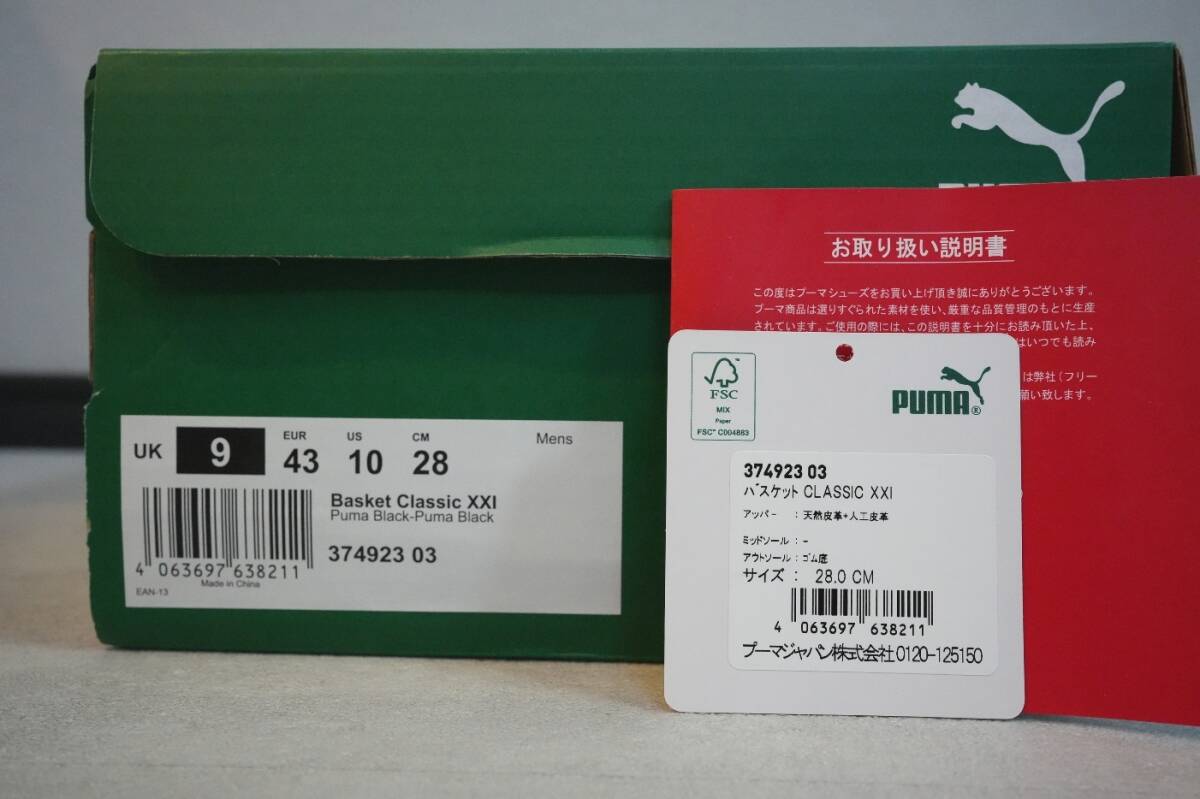 UK 9 EUR 43 US 10 CM 28 Mens
Basket Classic XXI
Puma Black-Puma Black
374923 03
4 063697 638211
Made in China
EAN-13
お取り扱い説明書
この度はプーマシューズをお買い上げ頂き誠にありがとうございます。
プーマ商品は選りすぐられた素材を使い、厳重な品質管理のもとに生産
されています。ご使用の際には、この説明書を十分にお読み頂いた上、
はいつでも読み
は弊社(フリー
願い致します。
FSC
MIX
Paper
FSC™ C004883
PUMA®
374923 03
バスケット CLASSIC XXI
アッパー : 天然皮革+人工皮革
ミッドソール : -
アウトソール : ゴム底
サイズ : 28.0 CM
4 063697 638211
プーマジャパン株式会社0120-125150